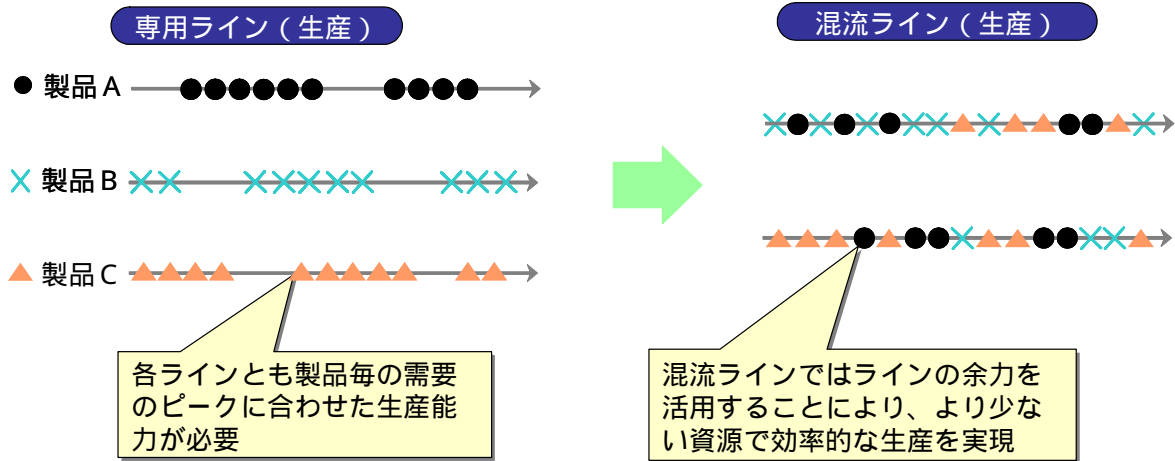 専用ライン（生産）
● 製品A
× 製品B
▲ 製品C
各ラインとも製品毎の需要
のピークに合わせた生産能
力が必要
混流ライン（生産）
混流ラインではラインの余力を
活用することにより、より少な
い資源で効率的な生産を実現